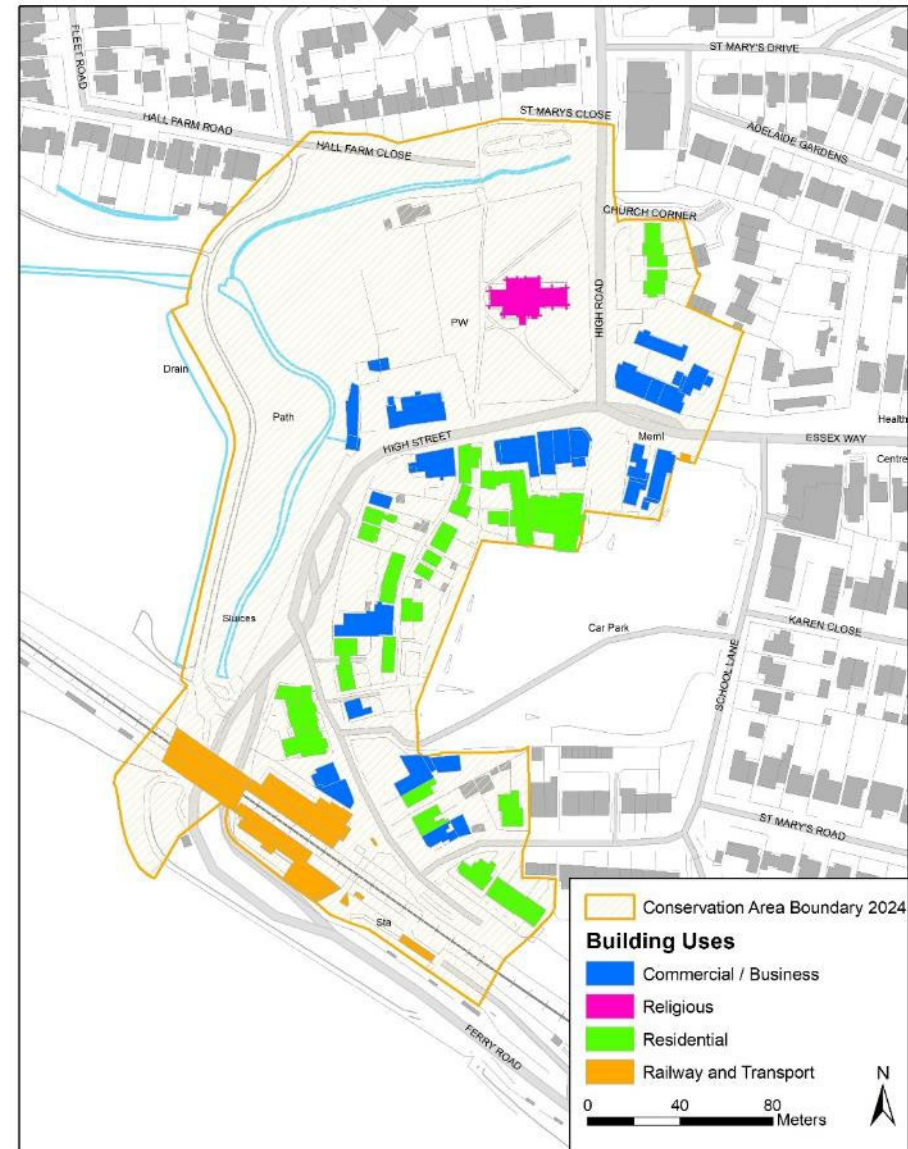 FLEET ROAD
ST MARY'S DRIVE
HALL FARM ROAD
ST MARYS CLOSE
HALL FARM CLOSE
ADELAIDE GARDENS
CHURCH CORNER
HIGH ROAD
PW
Drain
Path
HIGH STREET
Meml
ESSEX WAY
Health
Centre
Sluices
Car Park
KAREN CLOSE
SCHOOL LANE
ST MARY'S ROAD
Sta
FERRY ROAD
Conservation Area Boundary 2024
Building Uses
Commercial / Business
Religious
Residential
Railway and Transport
N
0 40 80
Meters